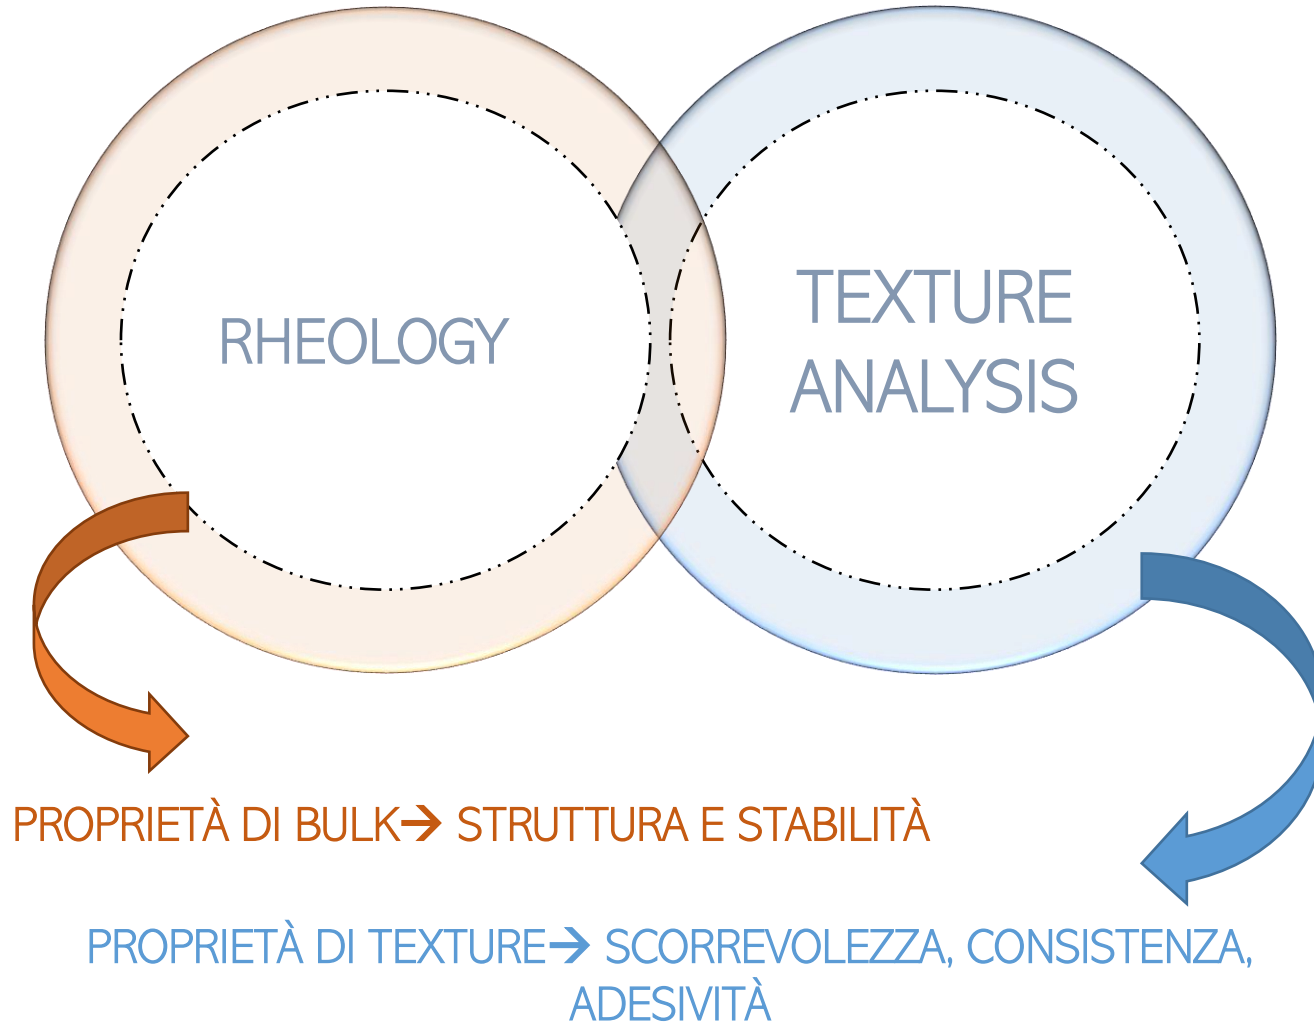 RHEOLOGY
TEXTURE
ANALYSIS
PROPRIETÀ DI BULK→ STRUTTURA E STABILITÀ
PROPRIETÀ DI TEXTURE→ SCORREVOLEZZA, CONSISTENZA,
ADESIVITÀ